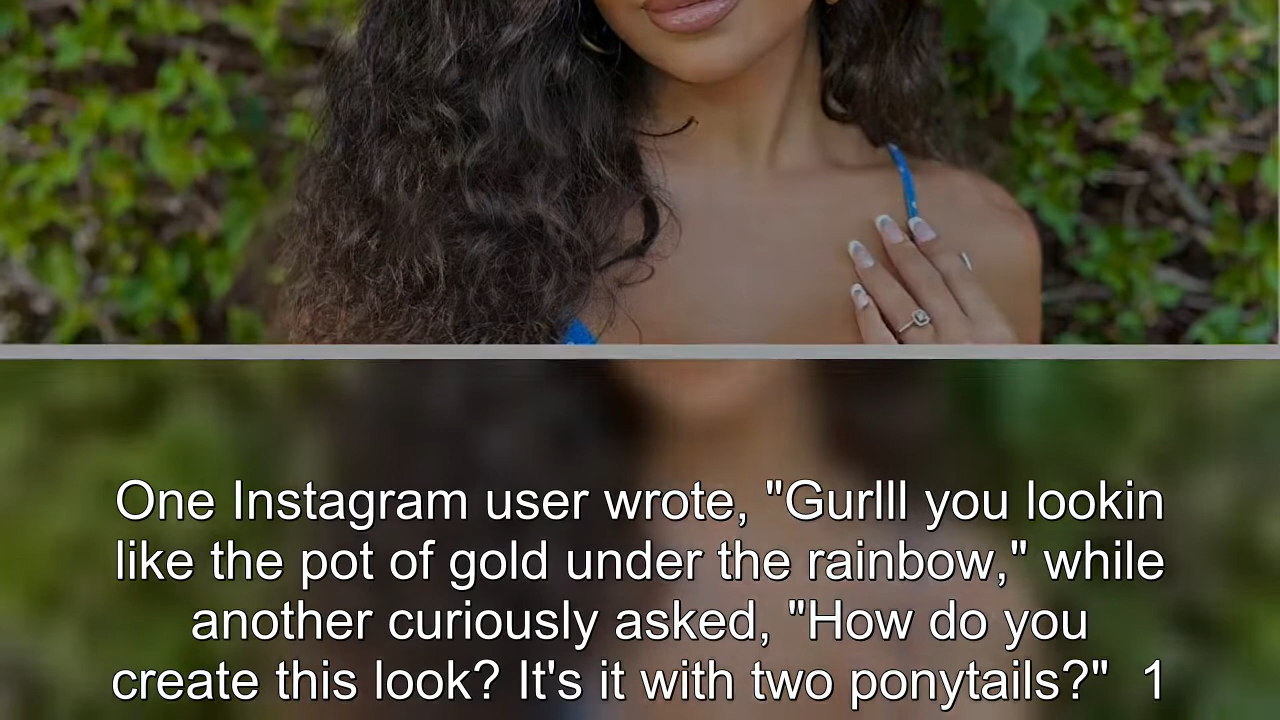 One Instagram user wrote, "Gurlll you lookin
like the pot of gold under the rainbow," while
another curiously asked, "How do you
create this look? It's it with two ponytails?"  1